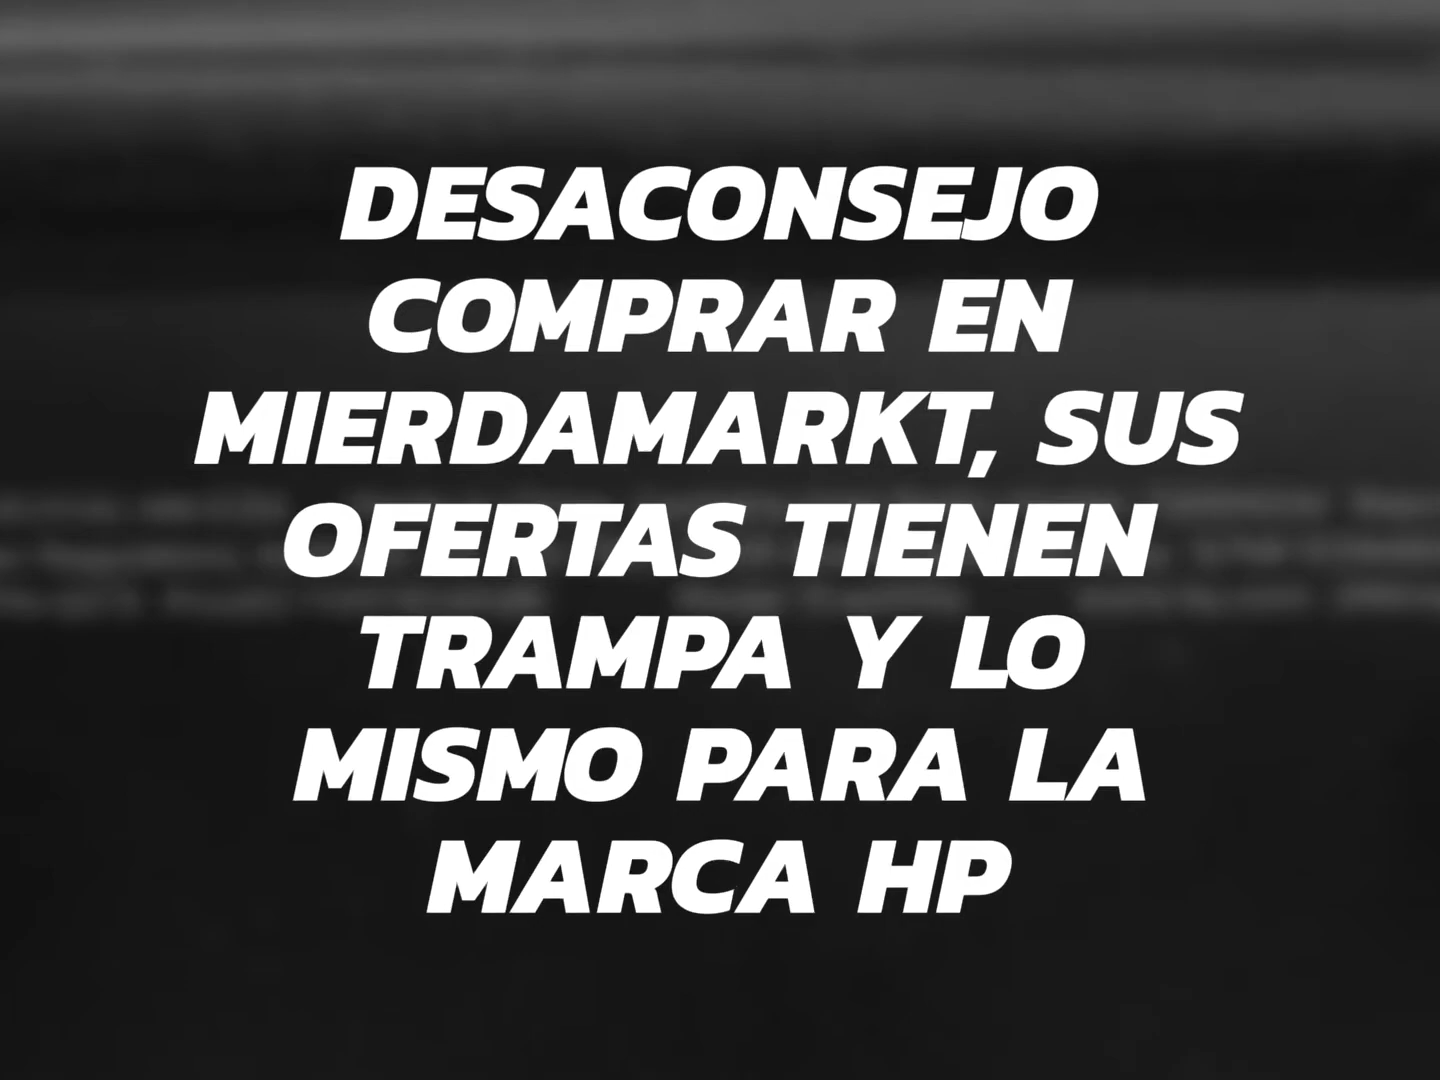 DESACONSEJO
COMPRAR EN
MIERDAMARKT, SUS
OFERTAS TIENEN
TRAMPA Y LO
MISMO PARA LA
MARCA HP